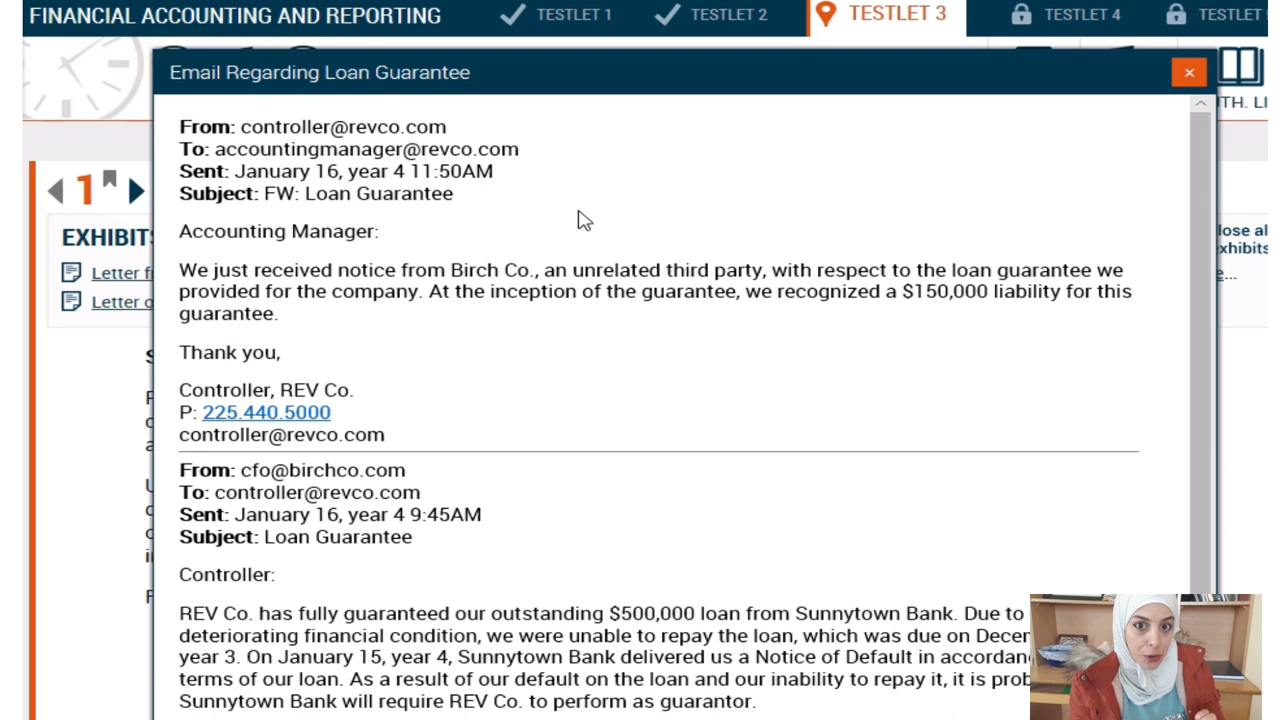 FINANCIAL ACCOUNTING AND REPORTING
TESTLET 1
TESTLET 2
TESTLET 3
TESTLET 4
TESTLET
Email Regarding Loan Guarantee
From: controller@revco.com
To: accountingmanager@revco.com
Sent: January 16, year 4 11:50AM
Subject: FW: Loan Guarantee
Accounting Manager:
We just received notice from Birch Co., an unrelated third party, with respect to the loan guarantee we
provided for the company. At the inception of the guarantee, we recognized a $150,000 liability for this
guarantee.
Thank you,
Controller, REV Co.
P: 225.440.5000
controller@revco.com
From: cfo@birchco.com
To: controller@revco.com
Sent: January 16, year 4 9:45AM
Subject: Loan Guarantee
Controller:
REV Co. has fully guaranteed our outstanding $500,000 loan from Sunnytown Bank. Due to
deteriorating financial condition, we were unable to repay the loan, which was due on Decem
year 3. On January 15, year 4, Sunnytown Bank delivered us a Notice of Default in accordan
terms of our loan. As a result of our default on the loan and our inability to repay it, it is prob
Sunnytown Bank will require REV Co. to perform as guarantor.
1
EXHIBITS
Letter f
Letter o
UTH. LI
lose al
xhibits